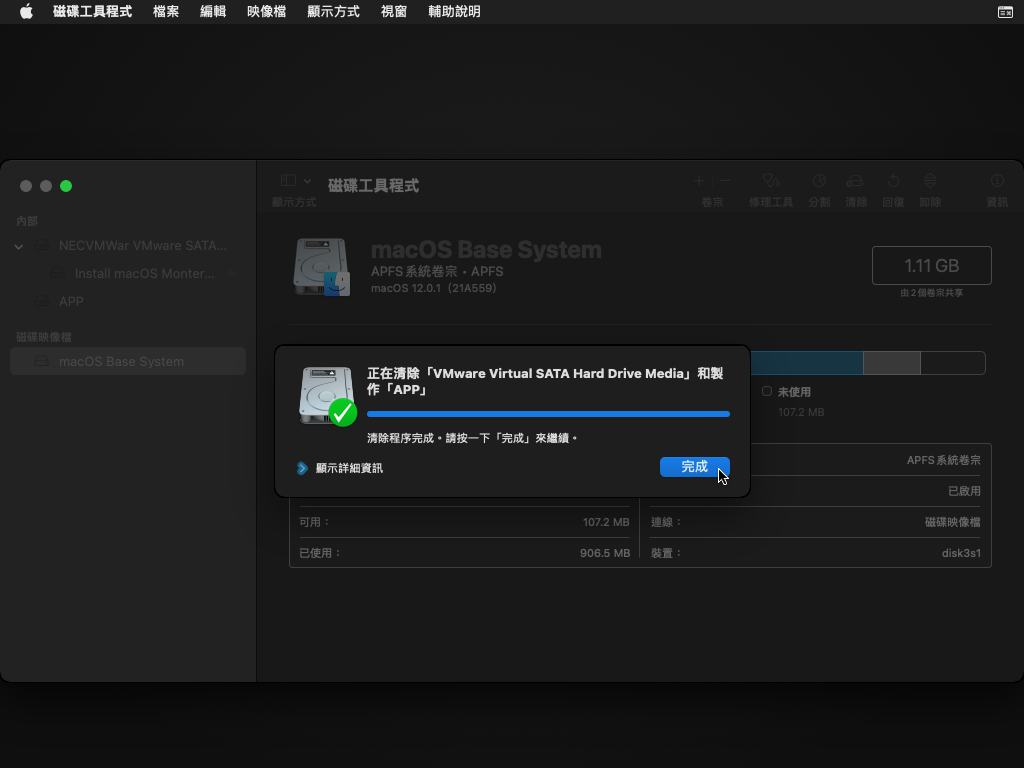 磁碟工具程式 檔案 編輯 映像檔 顯示方式 視窗 輔助說明
內部
NECVMWar VMware SATA...
Install macOS Monter...
APP
磁碟映像檔
macOS Base System
顯示方式
磁碟工具程式
卷宗 修理工具 分割 清除 回復 卸除 資訊
macOS Base System
APFS系統卷宗 • APFS
macOS 12.0.1（21A559）
1.11 GB
由2個卷宗共享
正在清除「VMware Virtual SATA Hard Drive Media」和製
作「APP」
清除程序完成。請按一下「完成」來繼續。
顯示詳細資訊
完成
未使用
107.2 MB
APFS系統卷宗
已啟用
可用： 107.2 MB
連線： 磁碟映像檔
已使用： 906.5 MB
裝置： disk3s1